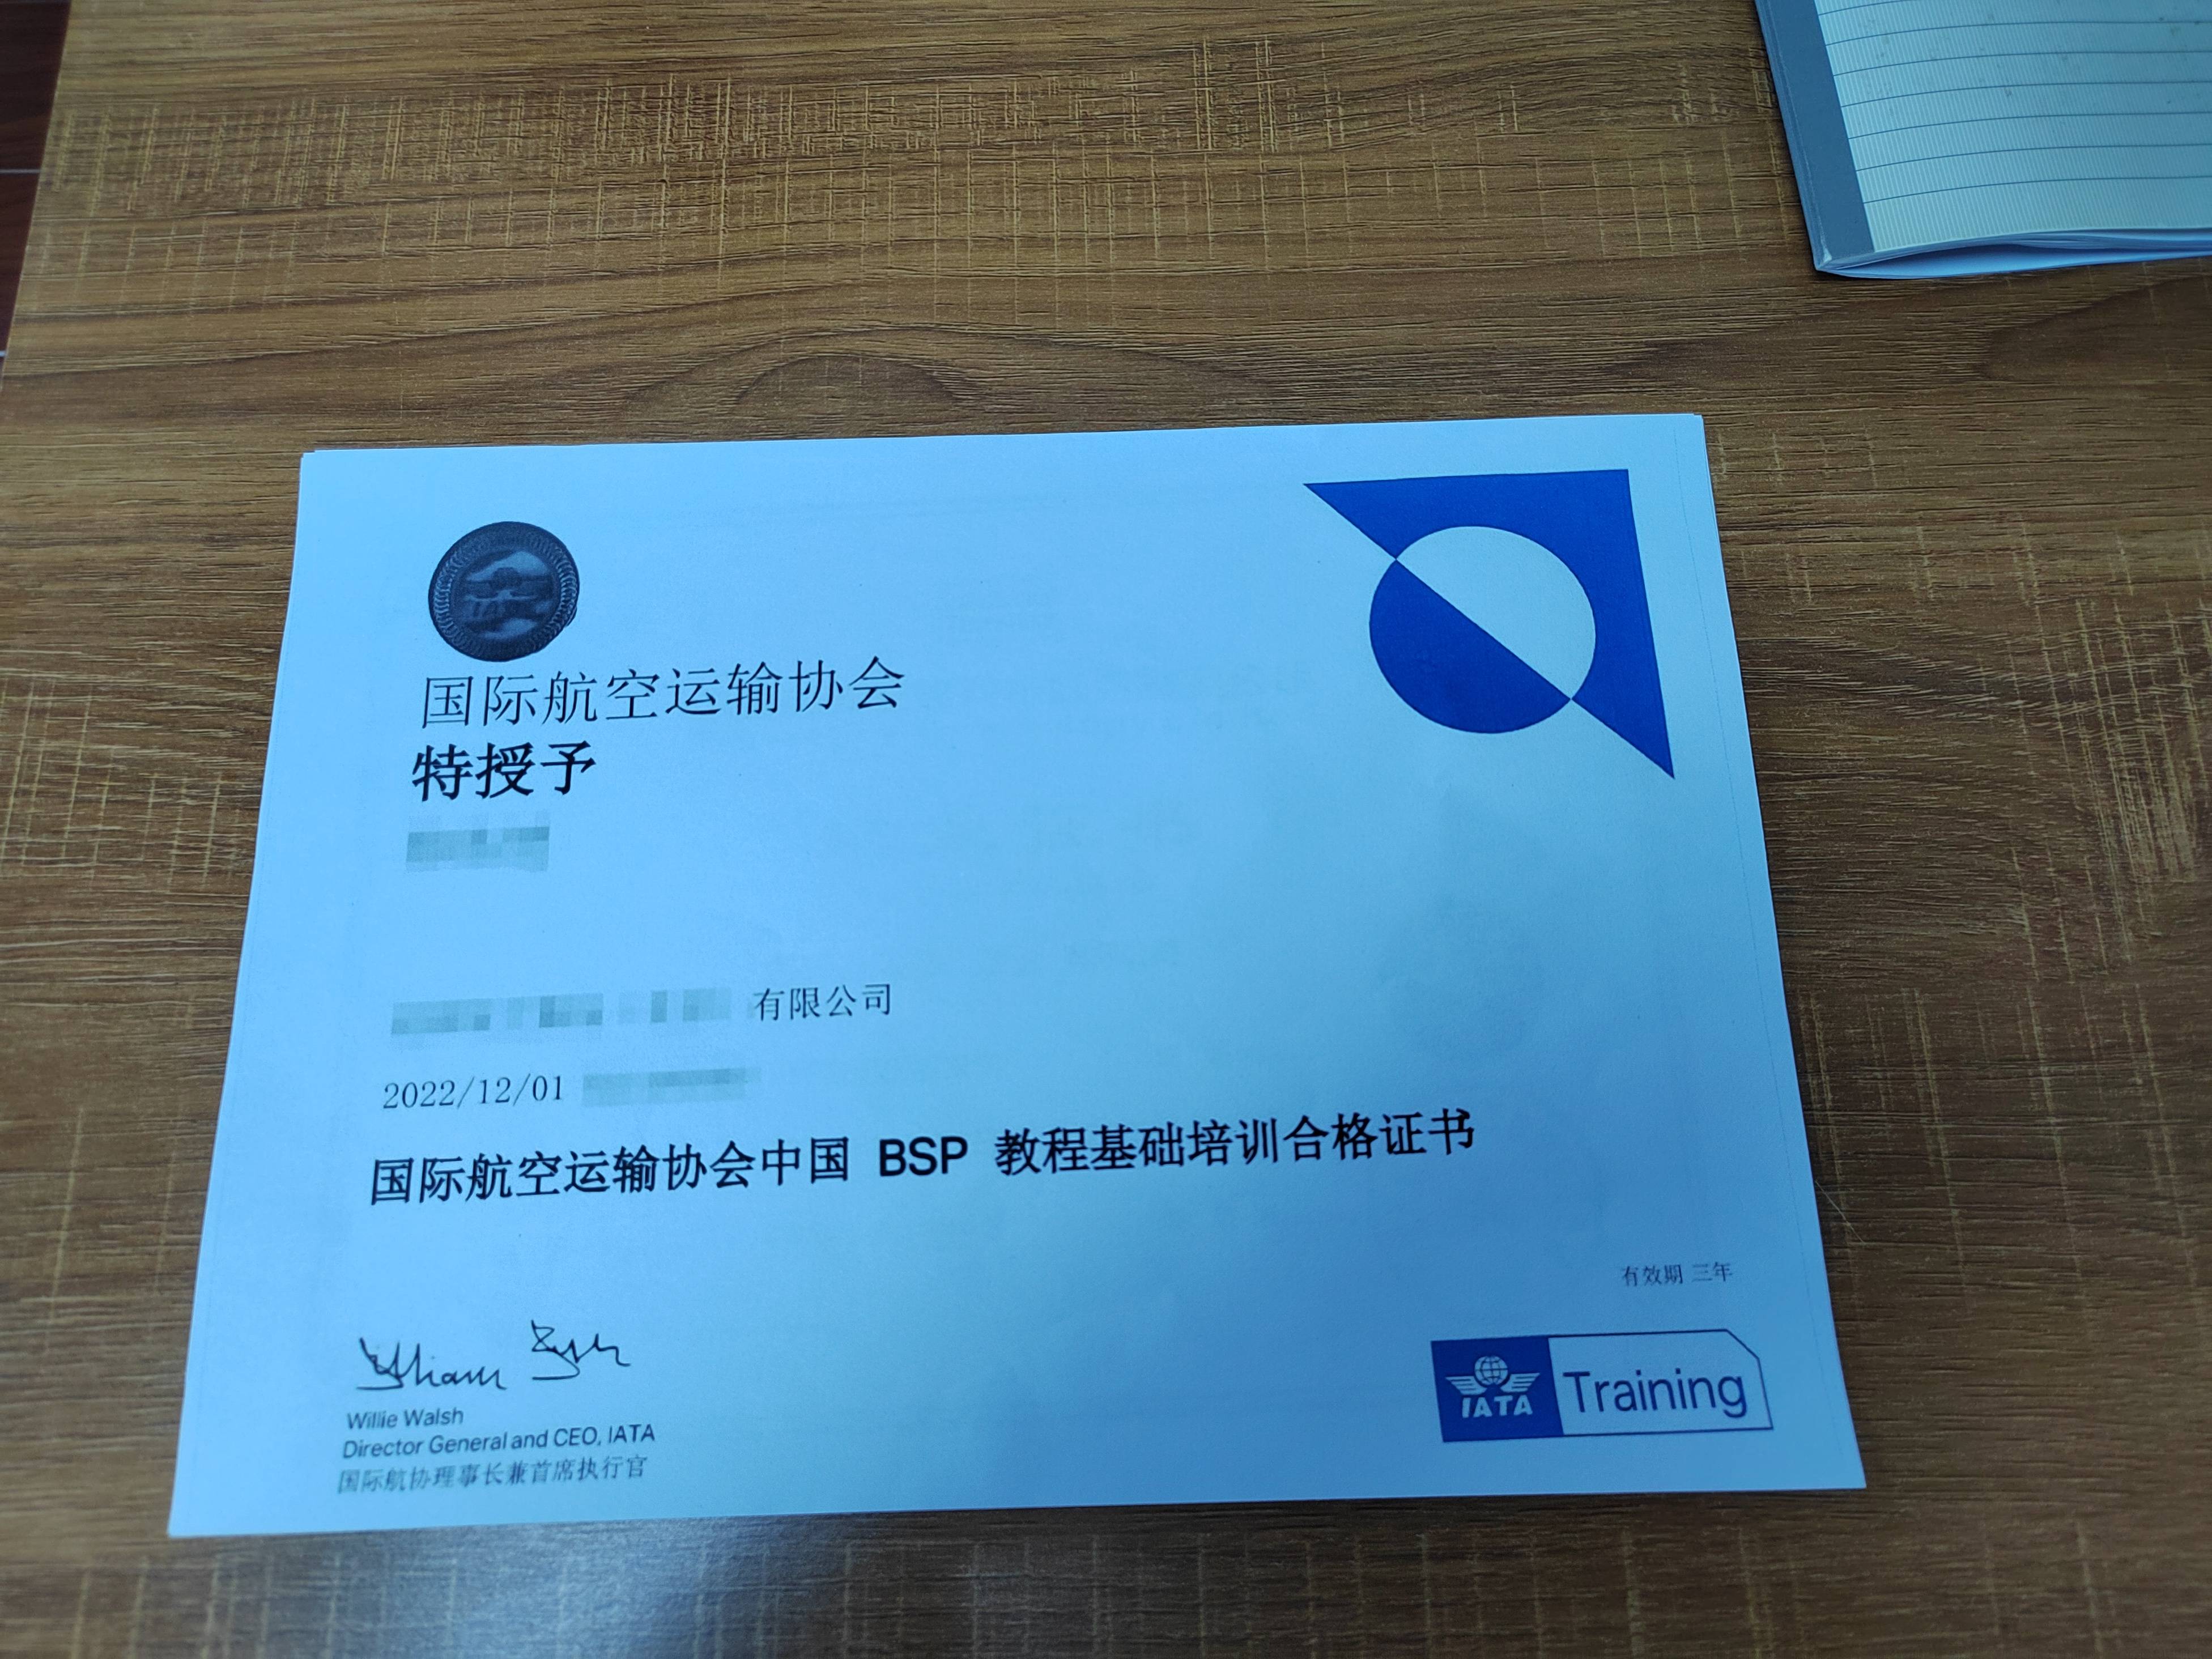 国际航空运输协会
特授予
有限公司
2022/12/01
国际航空运输协会中国 BSP 教程基础培训合格证书
有效期 三年
Willie Walsh
Director General and CEO, IATA
国际航协理事长兼首席执行官
IATA Training